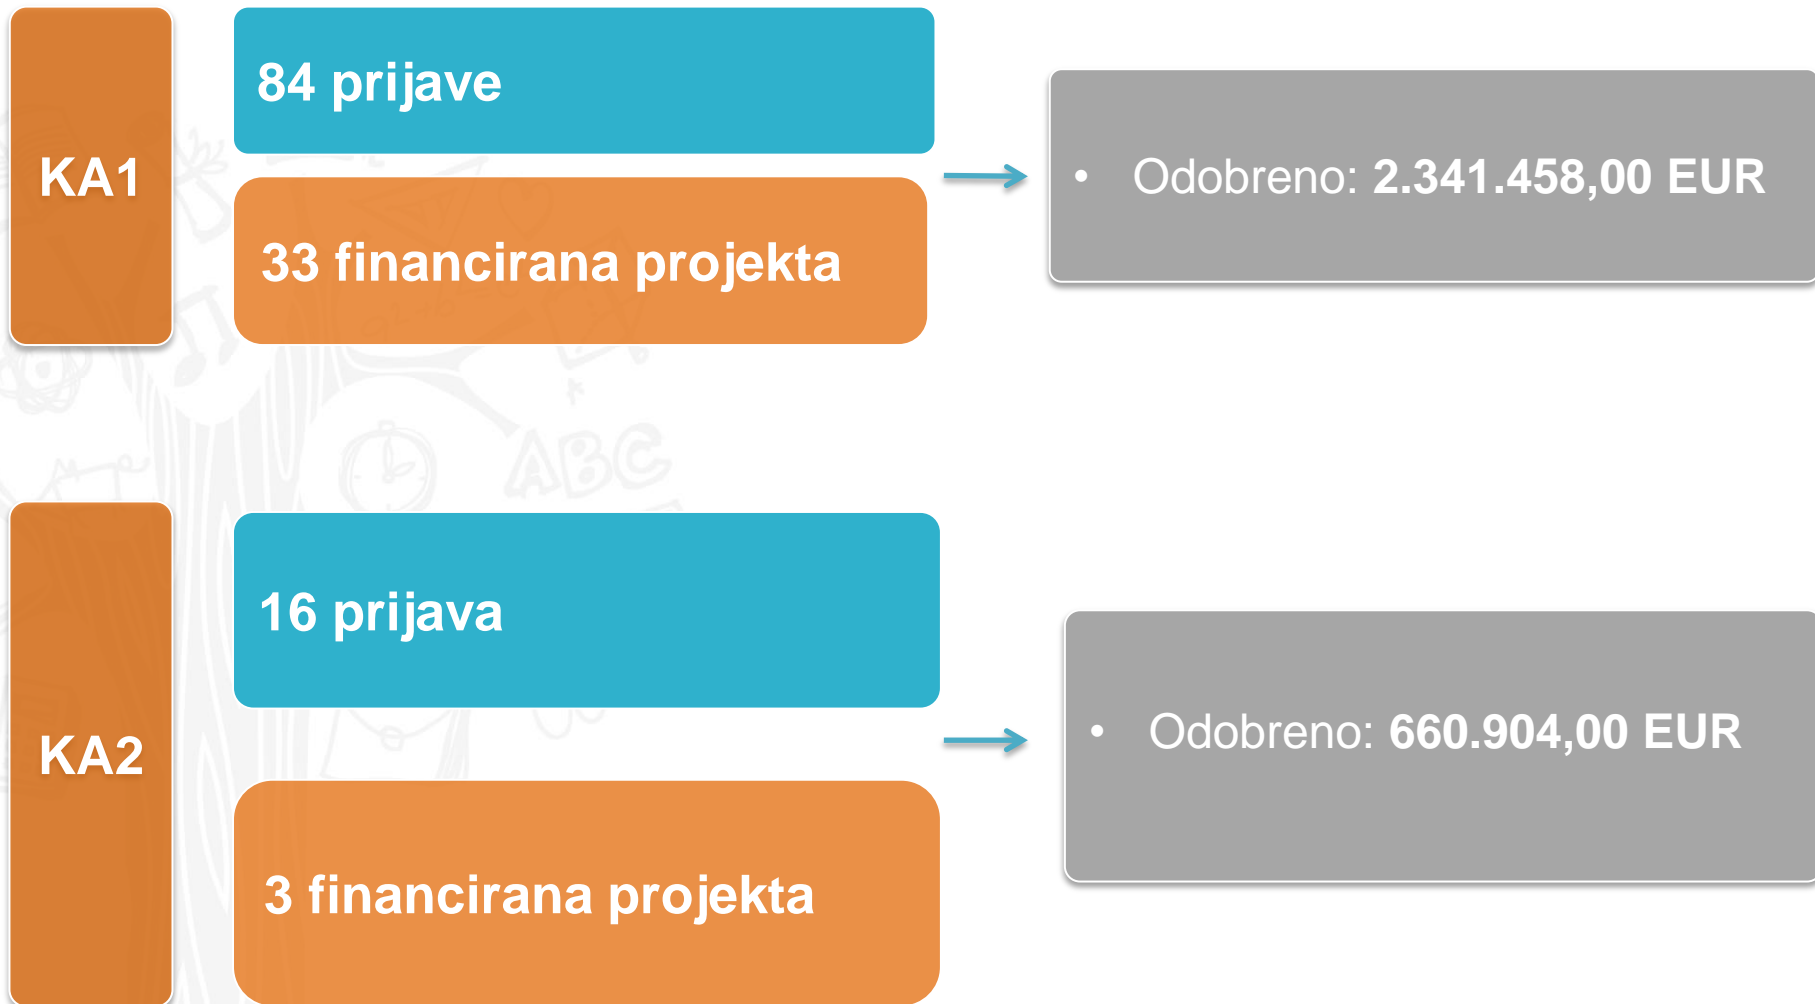 KA1
84 prijave
33 financirana projekta
• Odobreno: 2.341.458,00 EUR
ABC
KA2
16 prijava
3 financirana projekta
• Odobreno: 660.904,00 EUR